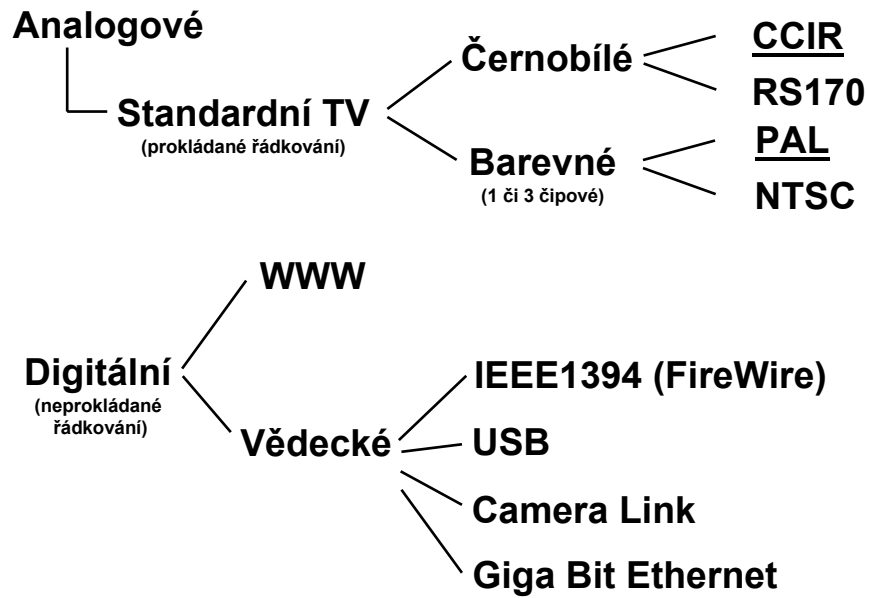 Analogové
Standardní TV
(prokládané řádkování)
Černobílé
CCIR
RS170
Barevné
(1 či 3 čipové)
PAL
NTSC
Digitální
(neprokládané
řádkování)
WWW
Vědecké
IEEE1394 (FireWire)
USB
Camera Link
Giga Bit Ethernet